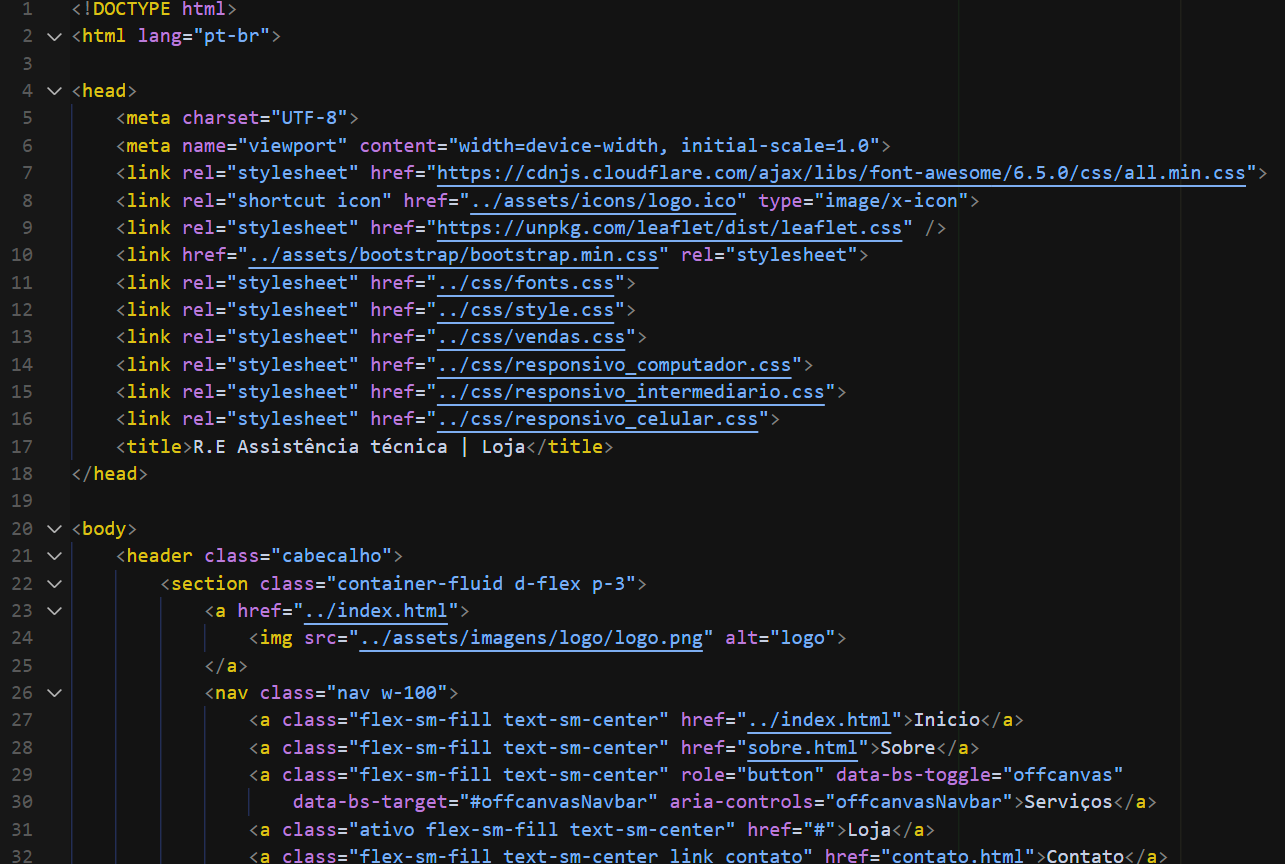 1 <!DOCTYPE html>
2 <html lang="pt-br">
3
4 <head>
5 <meta charset="UTF-8">
6 <meta name="viewport" content="width=device-width, initial-scale=1.0">
7 <link rel="stylesheet" href="https://cdnjs.cloudflare.com/ajax/libs/font-awesome/6.5.0/css/all.min.css">
8 <link rel="shortcut icon" href="../assets/icons/logo.ico" type="image/x-icon">
9 <link rel="stylesheet" href="https://unpkg.com/leaflet/dist/leaflet.css" />
10 <link href="../assets/bootstrap/bootstrap.min.css" rel="stylesheet">
11 <link rel="stylesheet" href="../css/fonts.css">
12 <link rel="stylesheet" href="../css/style.css">
13 <link rel="stylesheet" href="../css/vendas.css">
14 <link rel="stylesheet" href="../css/responsivo_computador.css">
15 <link rel="stylesheet" href="../css/responsivo_intermediario.css">
16 <link rel="stylesheet" href="../css/responsivo_celular.css">
17 <title>R.E Assistência técnica | Loja</title>
18 </head>
19
20 <body>
21 <header class="cabecalho">
22 <section class="container-fluid d-flex p-3">
23 <a href="../index.html">
24 <img src="../assets/imagens/logo/logo.png" alt="logo">
25 </a>
26 <nav class="nav w-100">
27 <a class="flex-sm-fill text-sm-center" href="../index.html">Inicio</a>
28 <a class="flex-sm-fill text-sm-center" href="sobre.html">Sobre</a>
29 <a class="flex-sm-fill text-sm-center" role="button" data-bs-toggle="offcanvas"
30 data-bs-target="#offcanvasNavbar" aria-controls="offcanvasNavbar">Serviços</a>
31 <a class="ativo flex-sm-fill text-sm-center" href="#">Loja</a>
32 <a class="flex-sm-fill text-sm-center link_contato" href="contato.html">Contato</a>